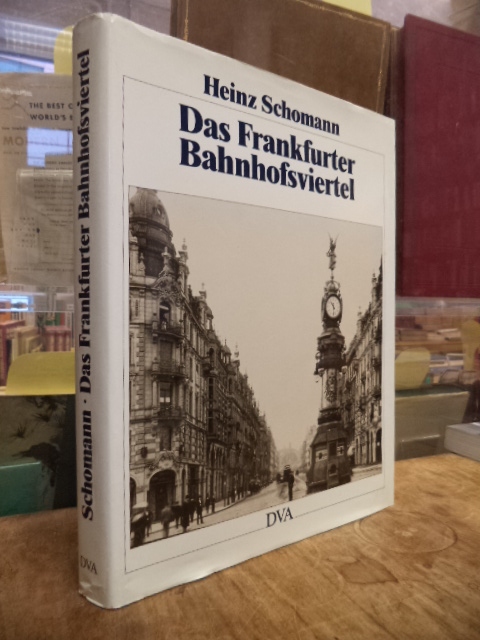 Heinz Schomann
Das Frankfurter
Bahnhofsviertel
DVA
Schomann · Das Frankfurter Bahnhofsviertel
DVA
THE BEST
WORLD'S